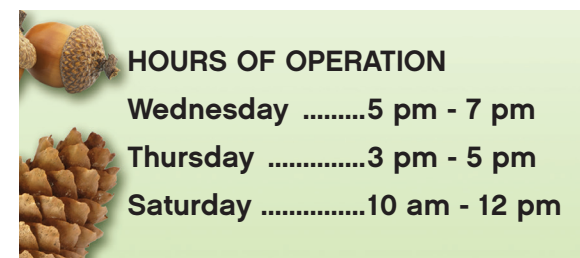 HOURS OF OPERATION
Wednesday .........5 pm - 7 pm
Thursday ..............3 pm - 5 pm
Saturday ...............10 am - 12 pm